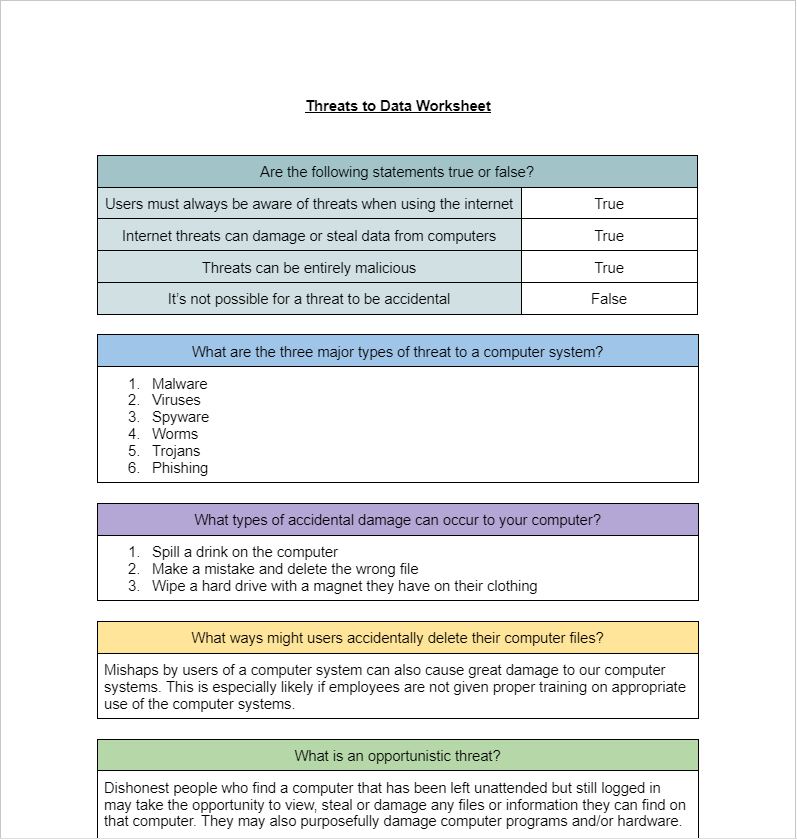 Threats to Data Worksheet
Are the following statements true or false?
Users must always be aware of threats when using the internet True
Internet threats can damage or steal data from computers True
Threats can be entirely malicious True
It's not possible for a threat to be accidental False
What are the three major types of threat to a computer system?
1. Malware
2. Viruses
3. Spyware
4. Worms
5. Trojans
6. Phishing
What types of accidental damage can occur to your computer?
1. Spill a drink on the computer
2. Make a mistake and delete the wrong file
3. Wipe a hard drive with a magnet they have on their clothing
What ways might users accidentally delete their computer files?
Mishaps by users of a computer system can also cause great damage to our computer
systems. This is especially likely if employees are not given proper training on appropriate
use of the computer systems.
What is an opportunistic threat?
Dishonest people who find a computer that has been left unattended but still logged in
may take the opportunity to view, steal or damage any files or information they can find on
that computer. They may also purposefully damage computer programs and/or hardware.